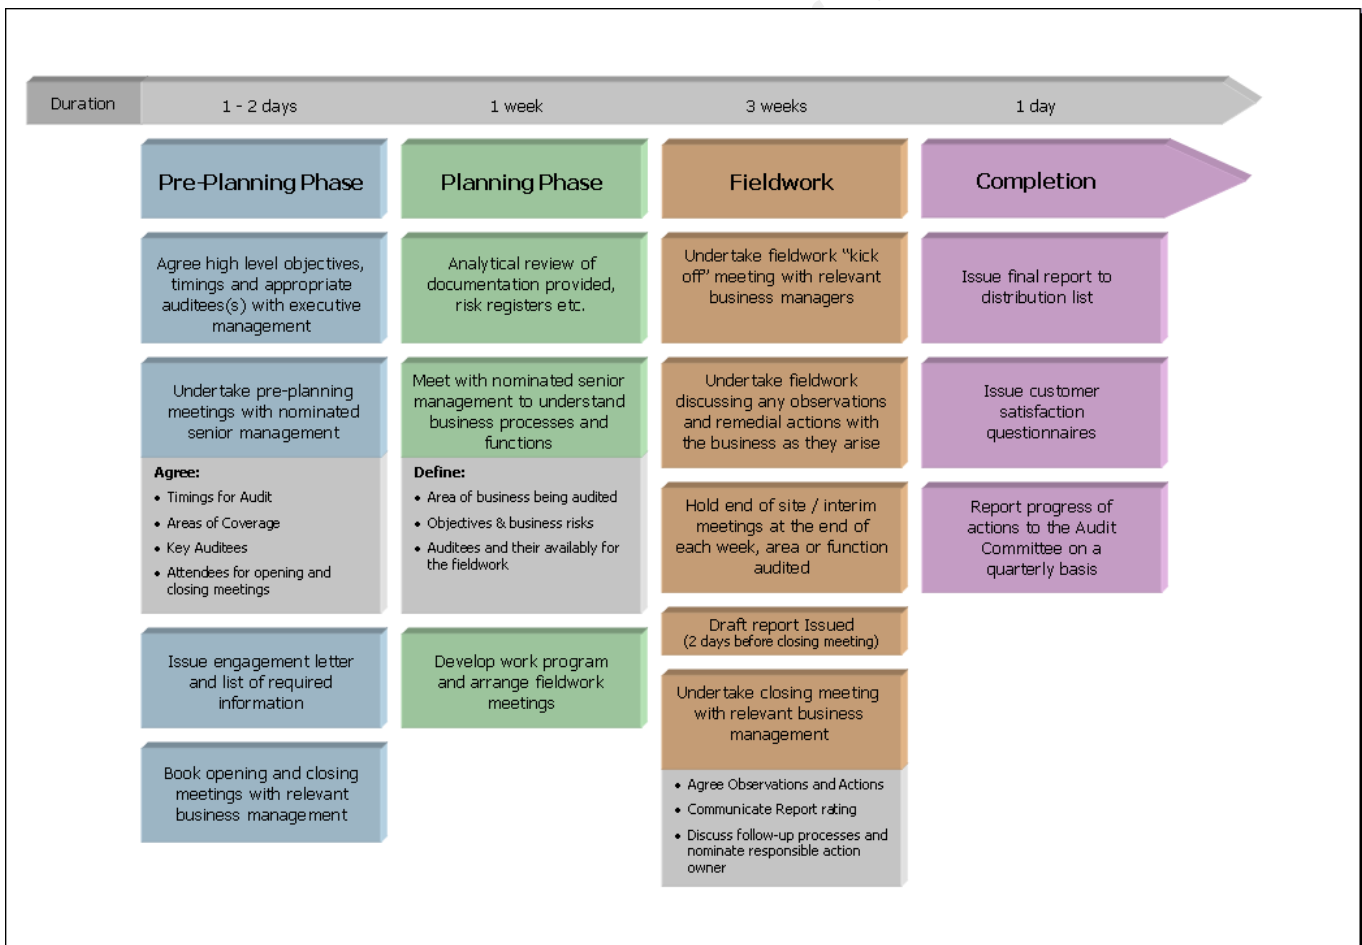 Duration
1 - 2 days
1 week
3 weeks
1 day
Pre-Planning Phase
Planning Phase
Fieldwork
Completion
Agree high level objectives,
timings and appropriate
auditees(s) with executive
management
Undertake pre-planning
meetings with nominated
senior management
Agree:
• Timings for Audit
• Areas of Coverage
• Key Auditees
• Attendees for opening and
closing meetings
Issue engagement letter
and list of required
information
Book opening and closing
meetings with relevant
business management
Analytical review of
documentation provided,
risk registers etc.
Meet with nominated senior
management to understand
business processes and
functions
Define:
• Area of business being audited
• Objectives & business risks
• Auditees and their availably for
the fieldwork
Develop work program
and arrange fieldwork
meetings
Undertake fieldwork “kick
off” meeting with relevant
business managers
Undertake fieldwork
discussing any observations
and remedial actions with
the business as they arise
Hold end of site / interim
meetings at the end of
each week, area or function
audited
Draft report Issued
(2 days before closing meeting)
Undertake closing meeting
with relevant business
management
• Agree Observations and Actions
• Communicate Report rating
• Discuss follow-up processes and
nominate responsible action
owner
Issue final report to
distribution list
Issue customer
satisfaction
questionnaires
Report progress of
actions to the Audit
Committee on a
quarterly basis